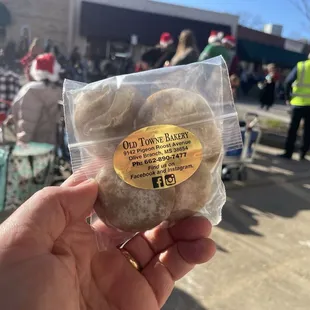 Old Towne Bakery
9142 Pigeon Roost Avenue
Olive Branch, MS 38654
PH: 662-890-7477
Find us on
Facebook and Instagram.